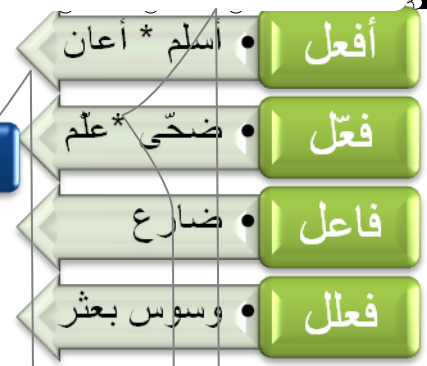 أفعل • أسلم * أعان
فعّل • ضحّى *علّم
فاعل • ضارع
فعلل • وسوس بعثر